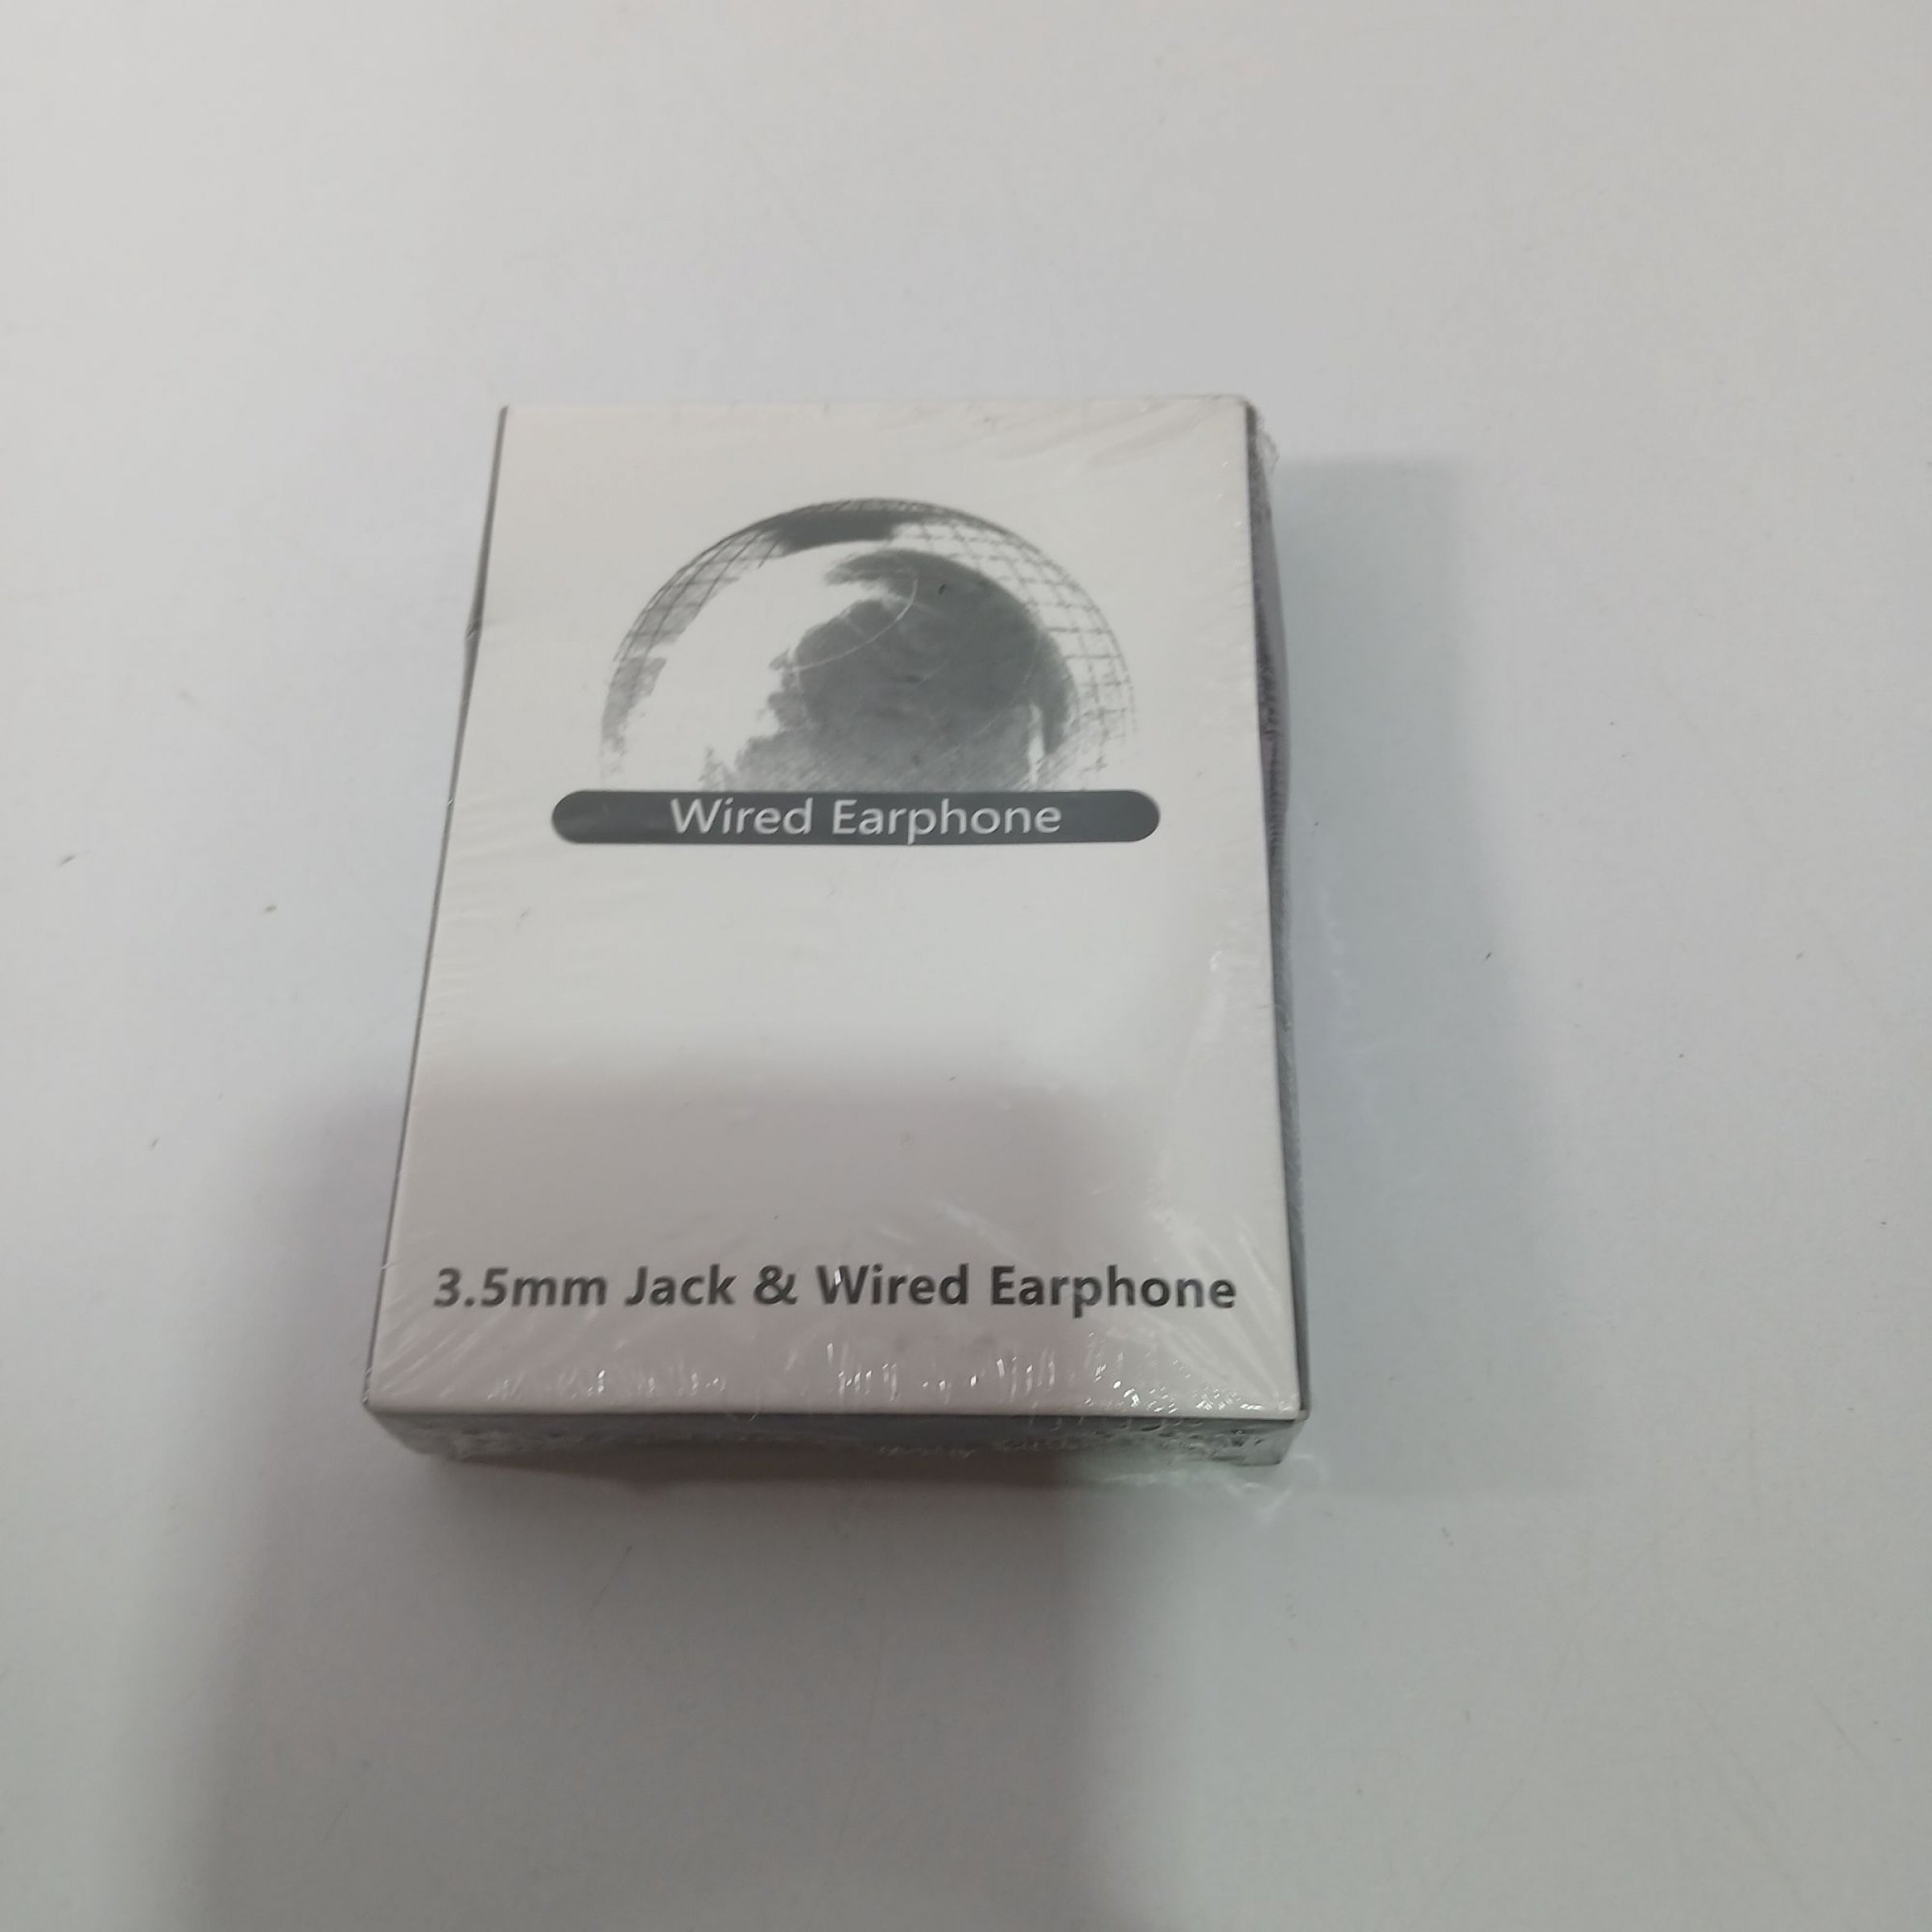 Wired Earphone
3.5mm Jack & Wired Earphone